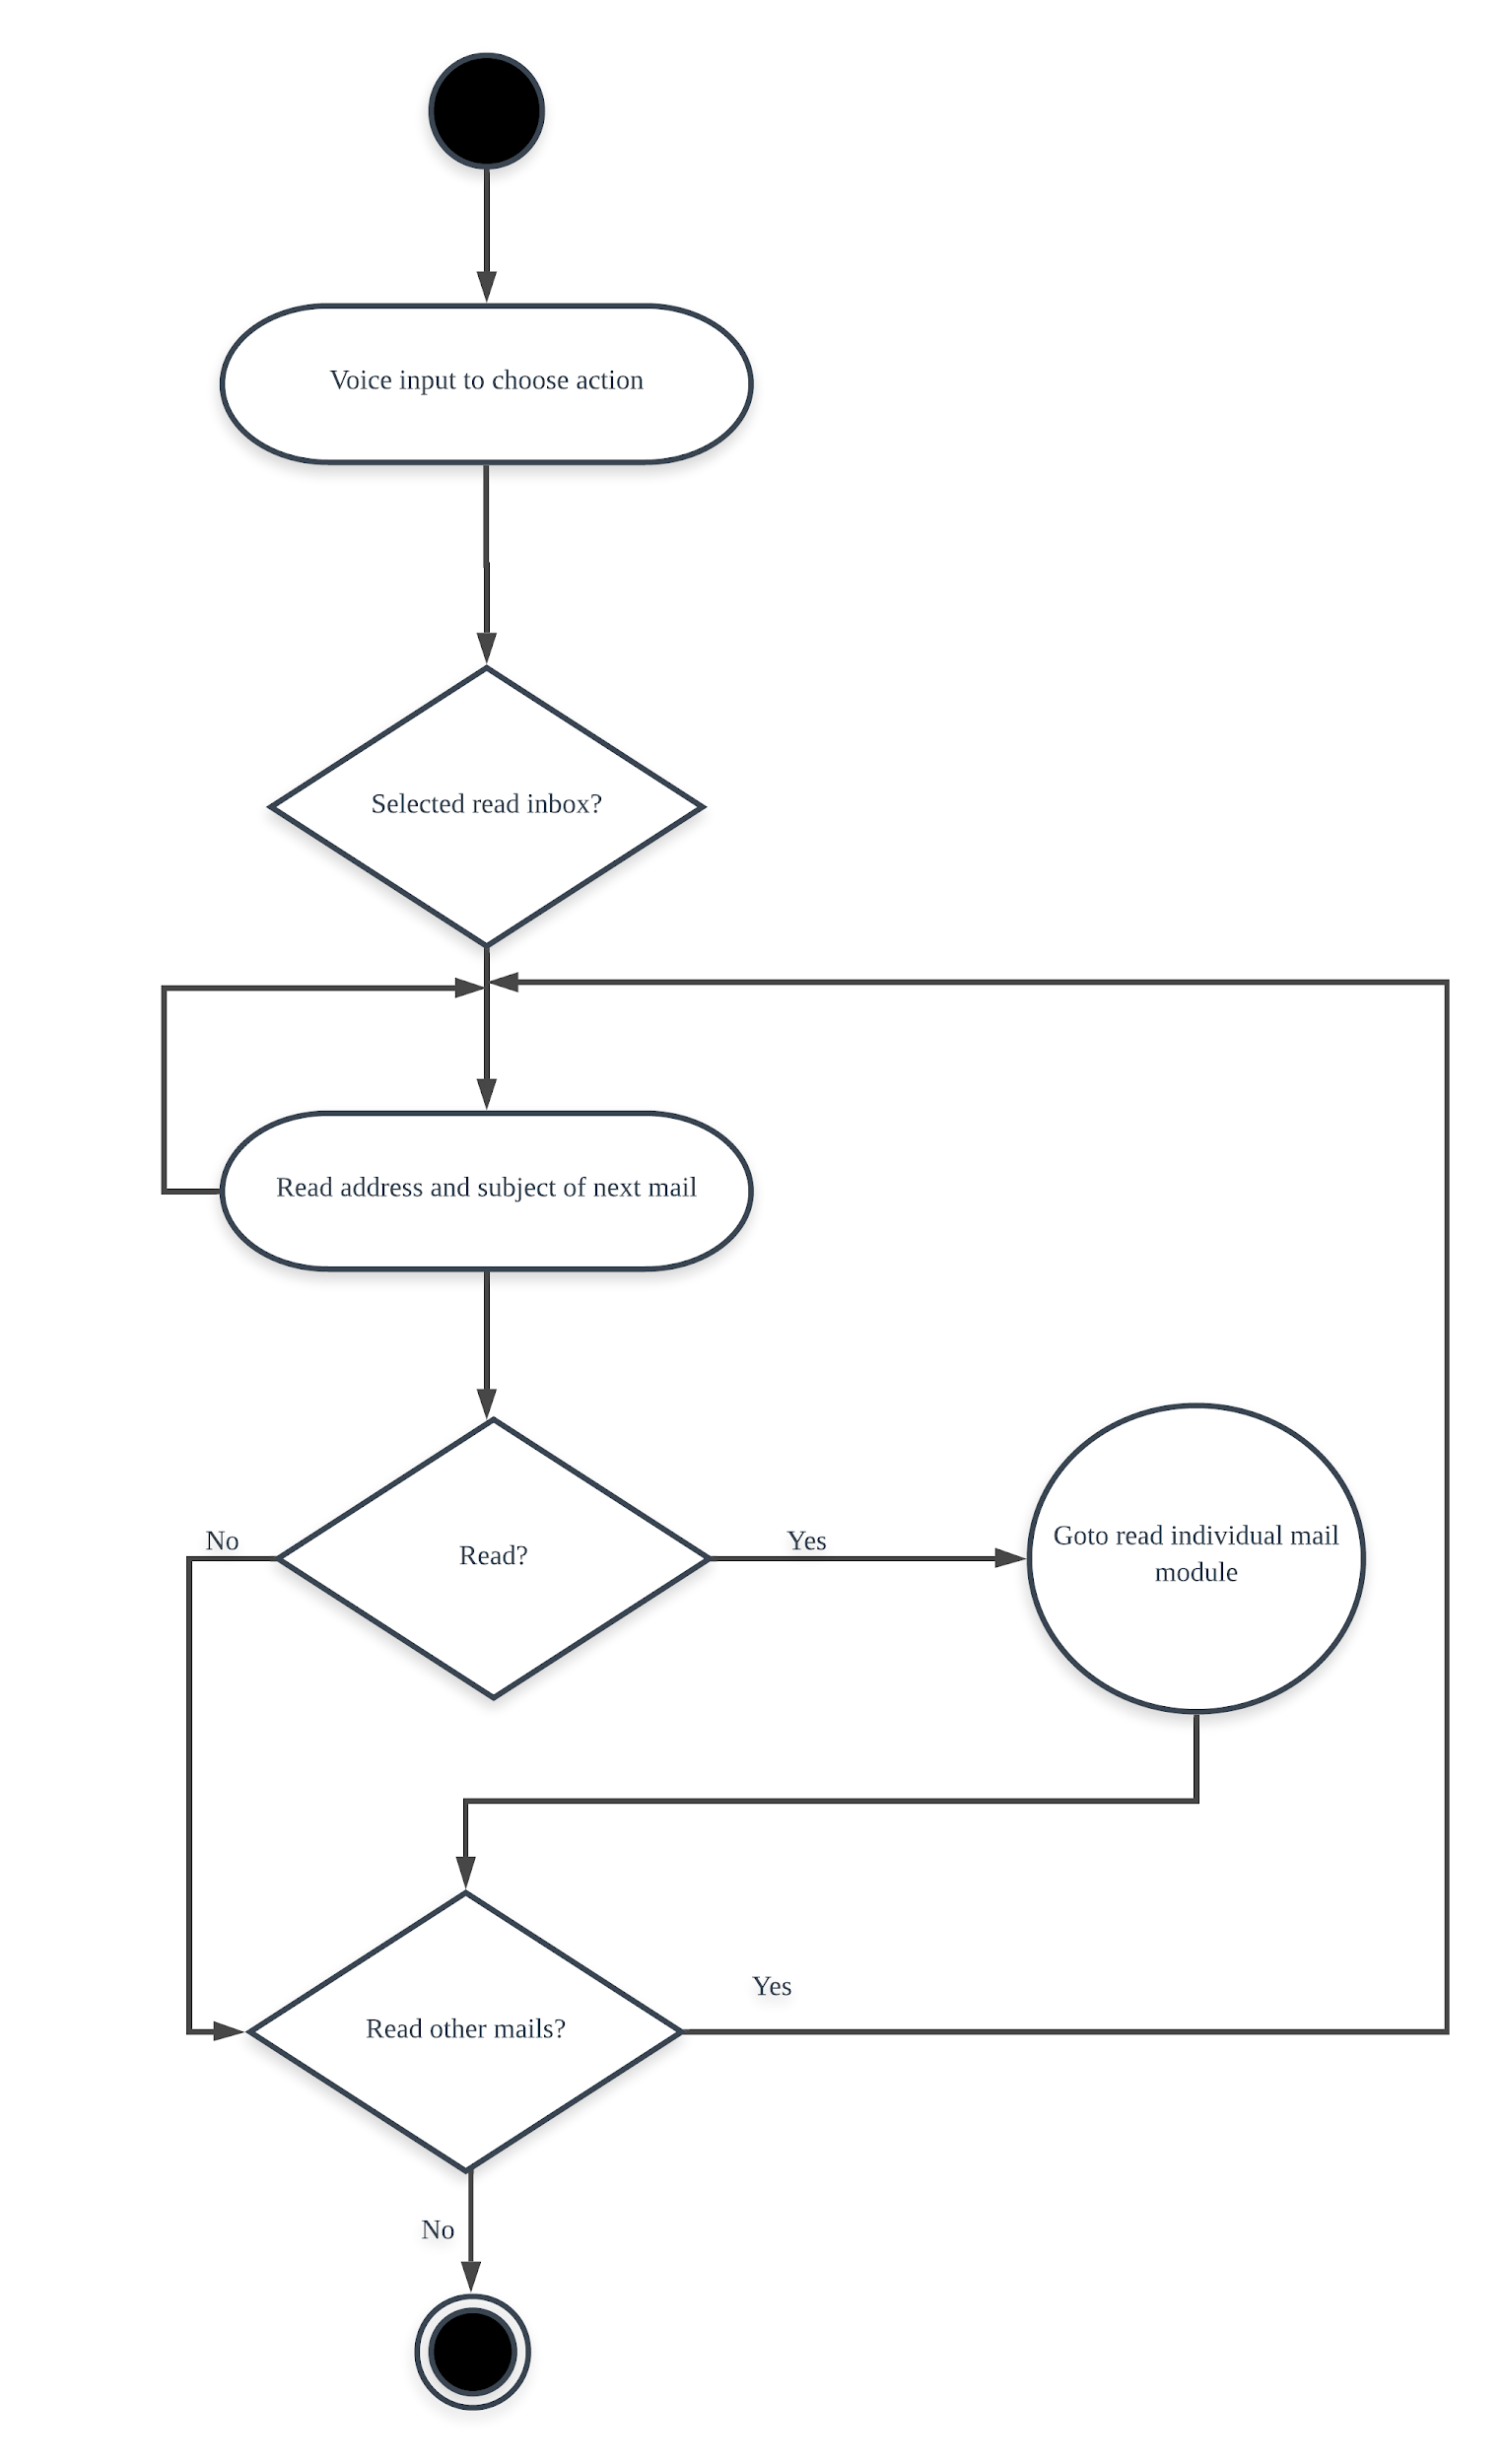 Voice input to choose action
Selected read inbox?
Read address and subject of next mail
No
Read?
Yes
Goto read individual mail
module
Yes
Read other mails?
No